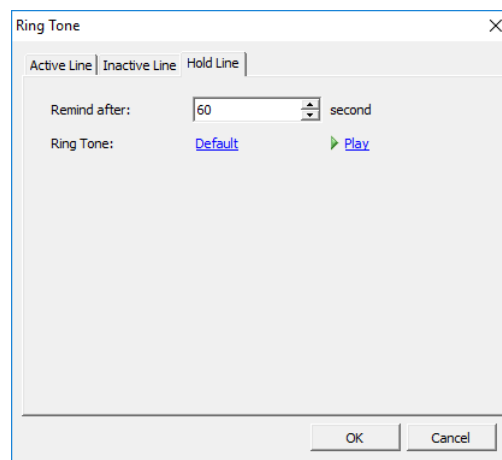 Ring Tone
Active Line Inactive Line Hold Line
Remind after: 60 second
Ring Tone: Default Play
OK Cancel